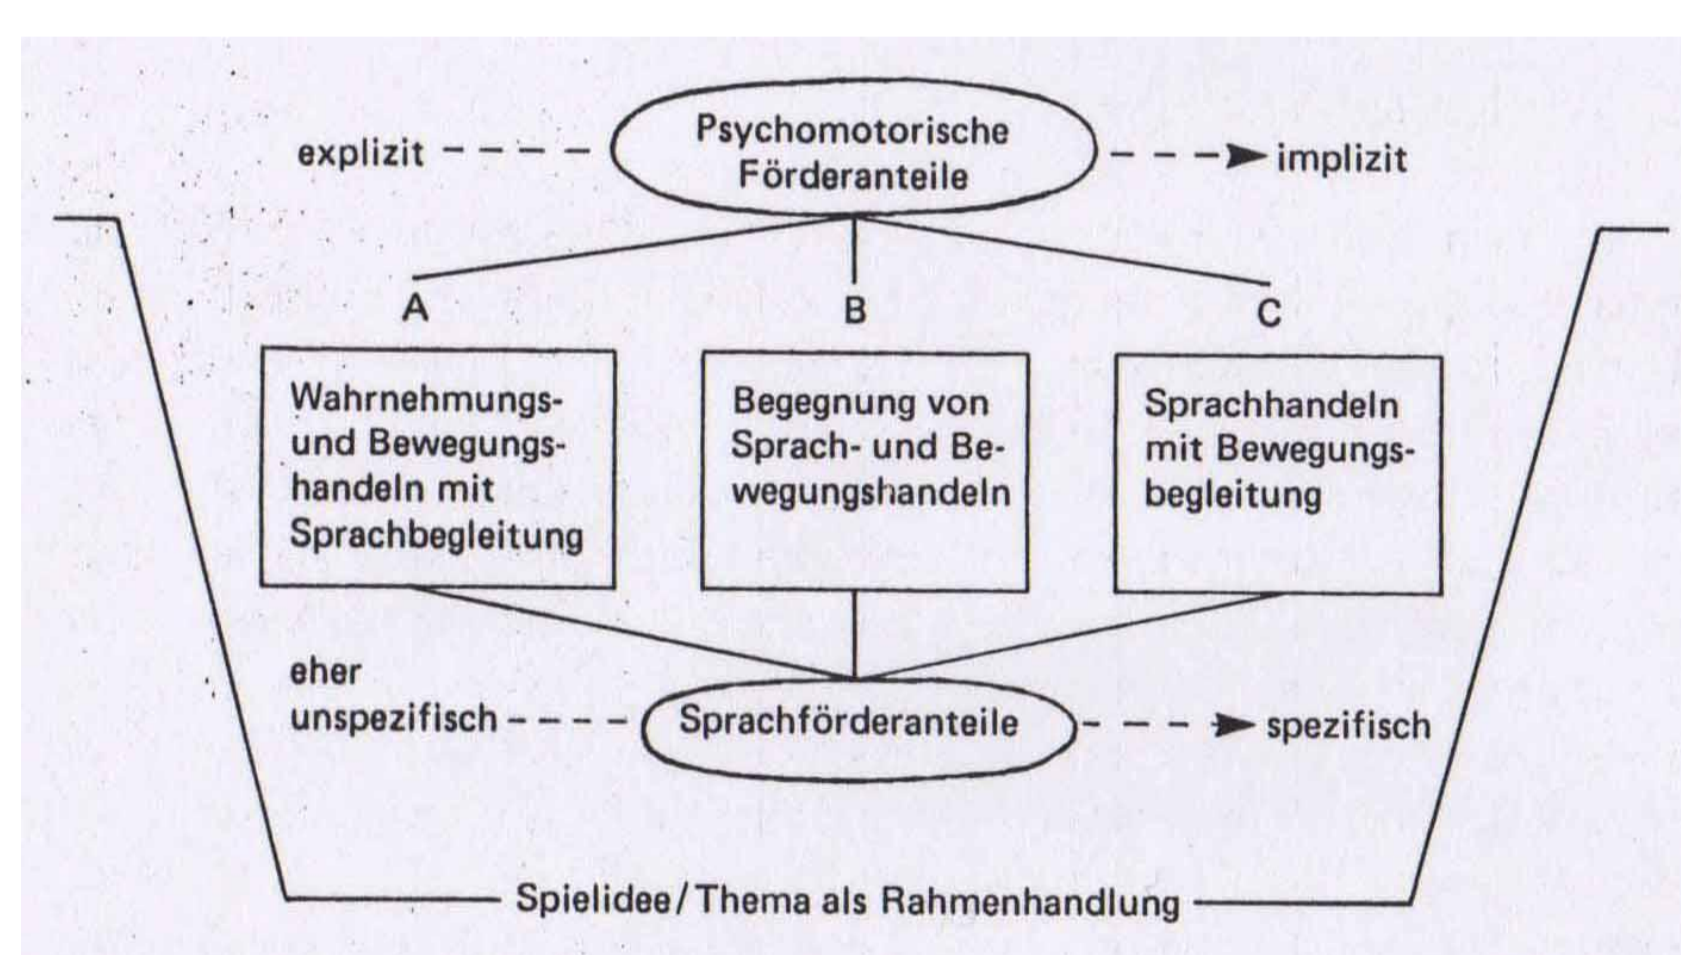 Psychomotorische
Förderanteile
explizit
implizit
A
B
C
Wahrnehmungs-
und Bewegungs-
handeln mit
Sprachbegleitung
Begegnung von
Sprach- und Be-
wegungshandeln
Sprachhandeln
mit Bewegungs-
begleitung
eher
unspezifisch
Sprachförderanteile
spezifisch
Spielidee/Thema als Rahmenhandlung